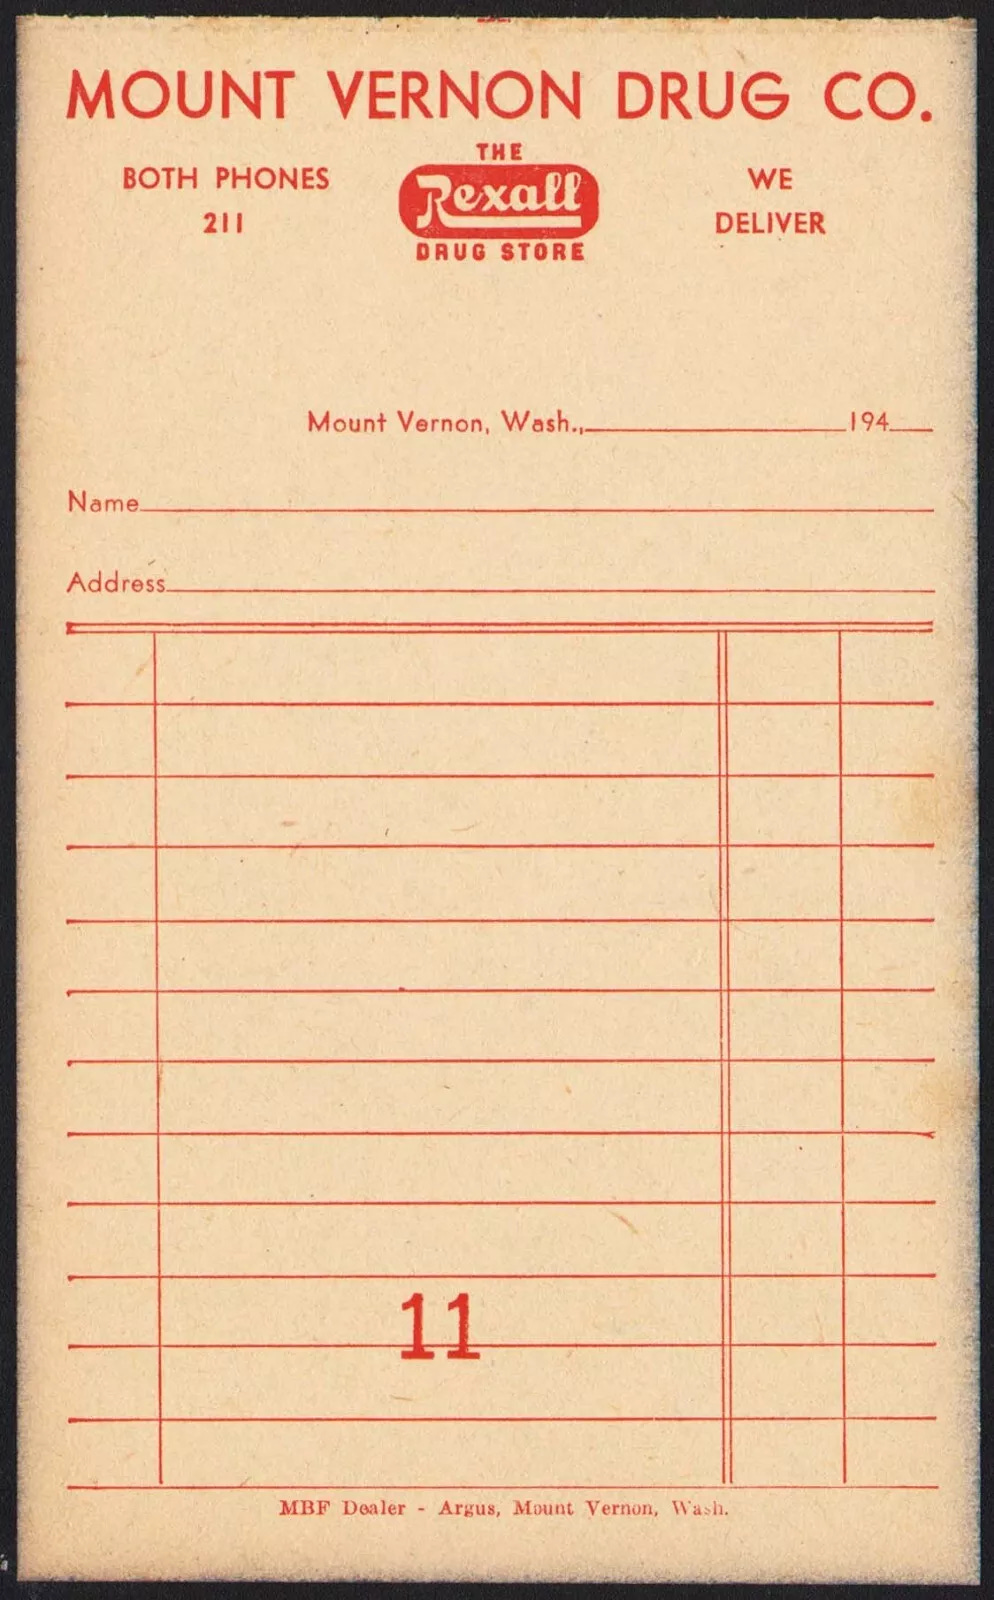 MOUNT VERNON DRUG CO.
BOTH PHONES
211
THE
Rexall
DRUG STORE
WE
DELIVER
Mount Vernon, Wash.,
194
Name
Address
11
MBF Dealer - Argus, Mount Vernon, Wash.